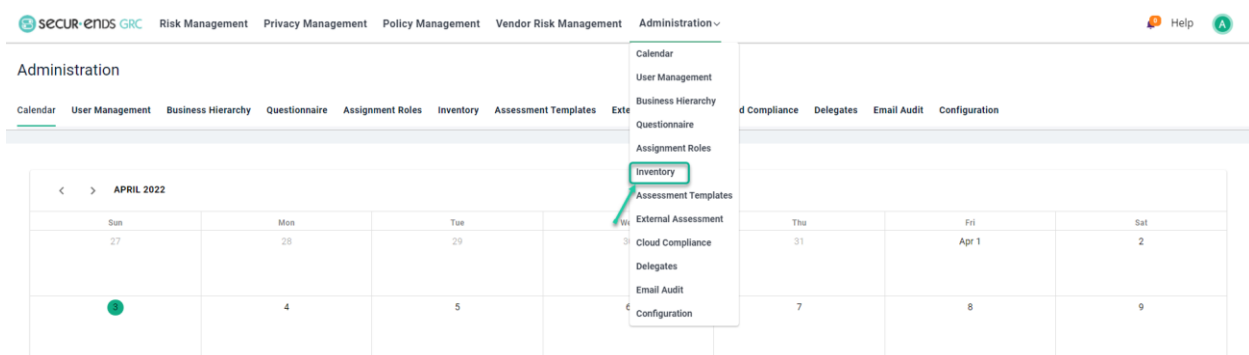 SECUR·ENDS GRC Risk Management Privacy Management Policy Management Vendor Risk Management Administration Help A
Administration
Calendar User Management Business Hierarchy Questionnaire Assignment Roles Inventory Assessment Templates Exte d Compliance Delegates Email Audit Configuration
Calendar
User Management
Business Hierarchy
Questionnaire
Assignment Roles
Inventory
Assessment Templates
External Assessment
Cloud Compliance
Delegates
Email Audit
Configuration
< > APRIL 2022
Sun Mon Tue We Thu Fri Sat
27 28 29 30 31 Apr 1 2
3 4 5 6 7 8 9